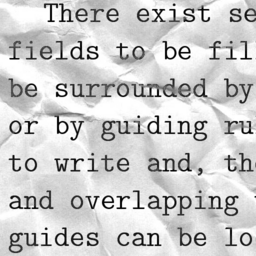 There exist se
fields to be fil
be surrounded by
or by guiding ru
to write and, th
and overlapping
guides can be lo